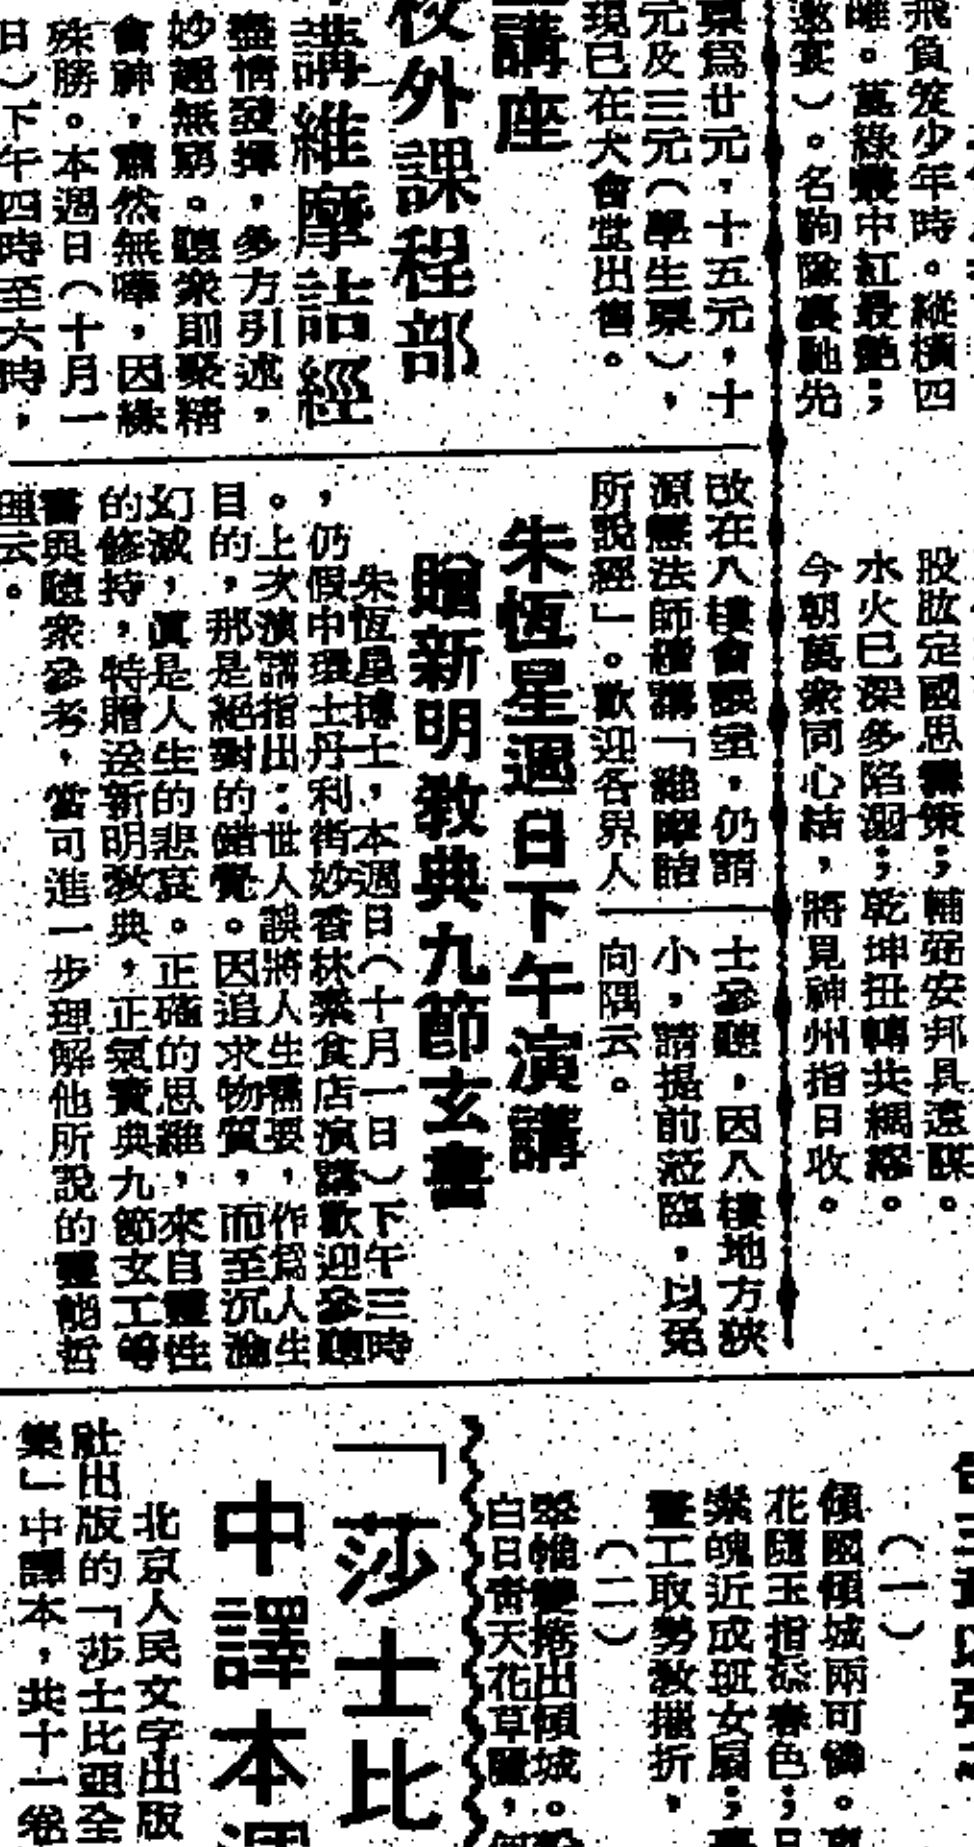 飛負笈少年時。縱橫四
唯。萬綠叢中紅最艷;
邀宴)。名駒隊裏馳先
股肱定國思籌策;輔弼安邦具遠謀。
水火已深多陷溺;乾坤扭轉共綢繆。
今朝萬衆同心結,將見神州指日收。
票爲廿元,十五元,十
元及三元(學生票),
現已在大會堂出售。
講座
校外課程部
講維摩詰經
盡情發揮,多方引述,
妙趣無窮。聽衆則聚精
會神,肅然無嘩,因緣
殊勝。本週日(十月一
日)下午四時至六時,
改在八樓會議室,仍請
源慧法師續講「維摩詰
所說經」。歡迎各界人
士參聽,因八樓地方狹
小,請提前蒞臨,以免
向隅云。
朱恆星週日下午演講
贈新明教典九節玄書
朱恆星博士,本週日(十月一日)下午三時
,仍假中環士丹利街妙香林素食店演講歡迎參聽
。上次演講指出:世人誤將人生需要,作爲人生
目的,那是絕對的錯覺。因追求物質,而至沉淪
幻滅,眞是人生的悲哀。正確的思維,來自靈性
的修持,特贈送新明教典,正氣寶典九節玄工等
書與聽衆參考,當可進一步理解他所說的靈能哲
理云。
(一)
傾國傾城兩可憐。
花隨玉指添春色;
樂魄近成班女扇;
畫工取勢教摧折,
(二)
翠帷雙捲出傾城。
白日靑天花草麗,
「莎士比
中譯本
北京人民文字出版
社出版的「莎士比亞全
集」中譯本,共十一卷